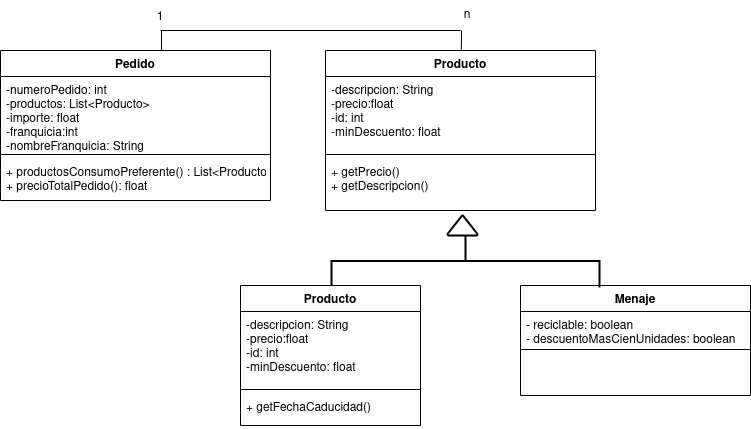 1
n
Pedido
-numeroPedido: int
-productos: List<Producto>
-importe: float
-franquicia:int
-nombreFranquicia: String
+ productosConsumoPreferente() : List<Producto
+ precioTotalPedido(): float
Producto
-descripcion: String
-precio:float
-id: int
-minDescuento: float
+ getPrecio()
+ getDescripcion()
Producto
-descripcion: String
-precio:float
-id: int
-minDescuento: float
+ getFechaCaducidad()
Menaje
- reciclable: boolean
- descuentoMasCienUnidades: boolean